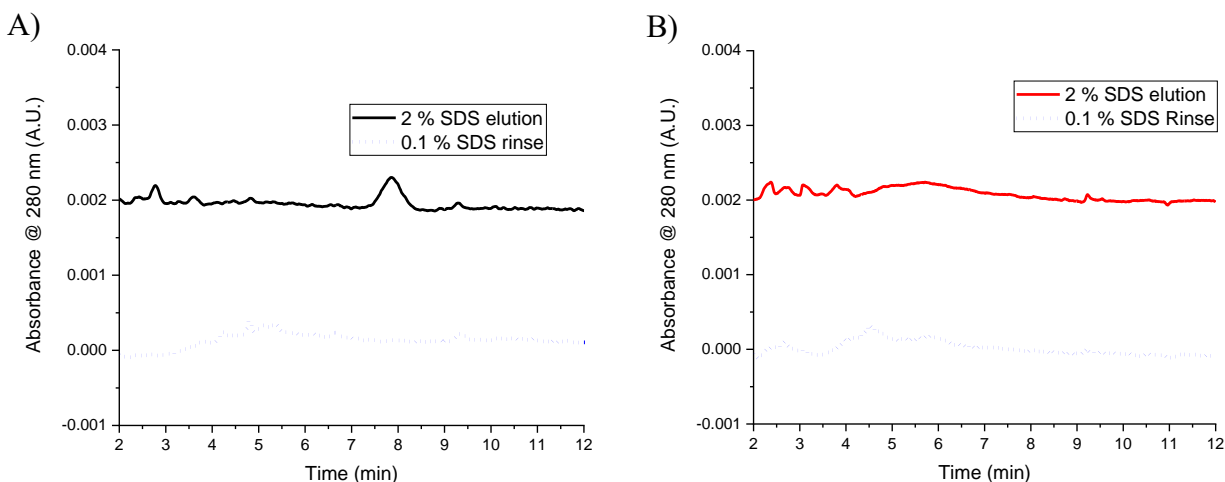 A)
0.004
0.003
0.002
0.001
0.000
-0.001
Absorbance @ 280 nm (A.U.)
2 % SDS elution
0.1 % SDS rinse
2 3 4 5 6 7 8 9 10 11 12
Time (min)
B)
0.004
0.003
0.002
0.001
0.000
-0.001
Absorbance @ 280 nm (A.U.)
2 % SDS elution
0.1 % SDS Rinse
2 3 4 5 6 7 8 9 10 11 12
Time (min)